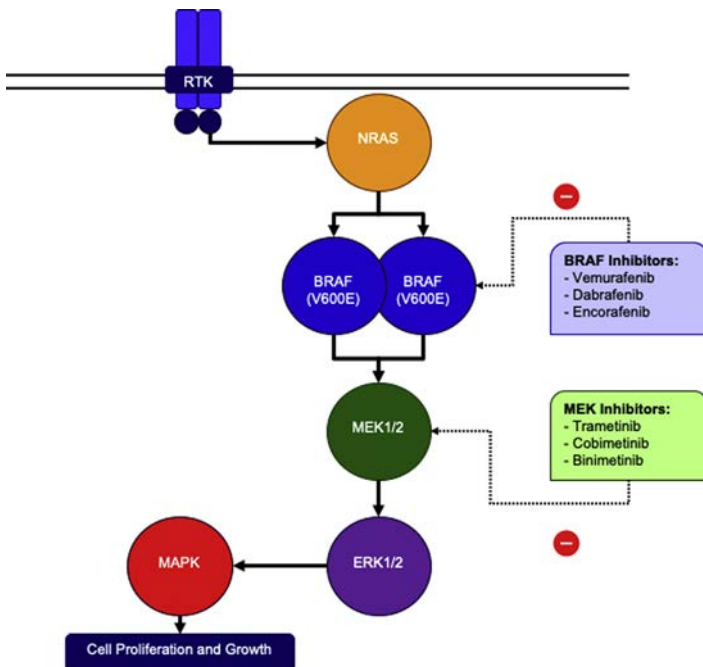 RTK
NRAS
BRAF
(V600E)
BRAF
(V600E)
BRAF Inhibitors:
- Vemurafenib
- Dabrafenib
- Encorafenib
MEK1/2
MEK Inhibitors:
- Trametinib
- Cobimetinib
- Binimetinib
MAPK
ERK1/2
Cell Proliferation and Growth